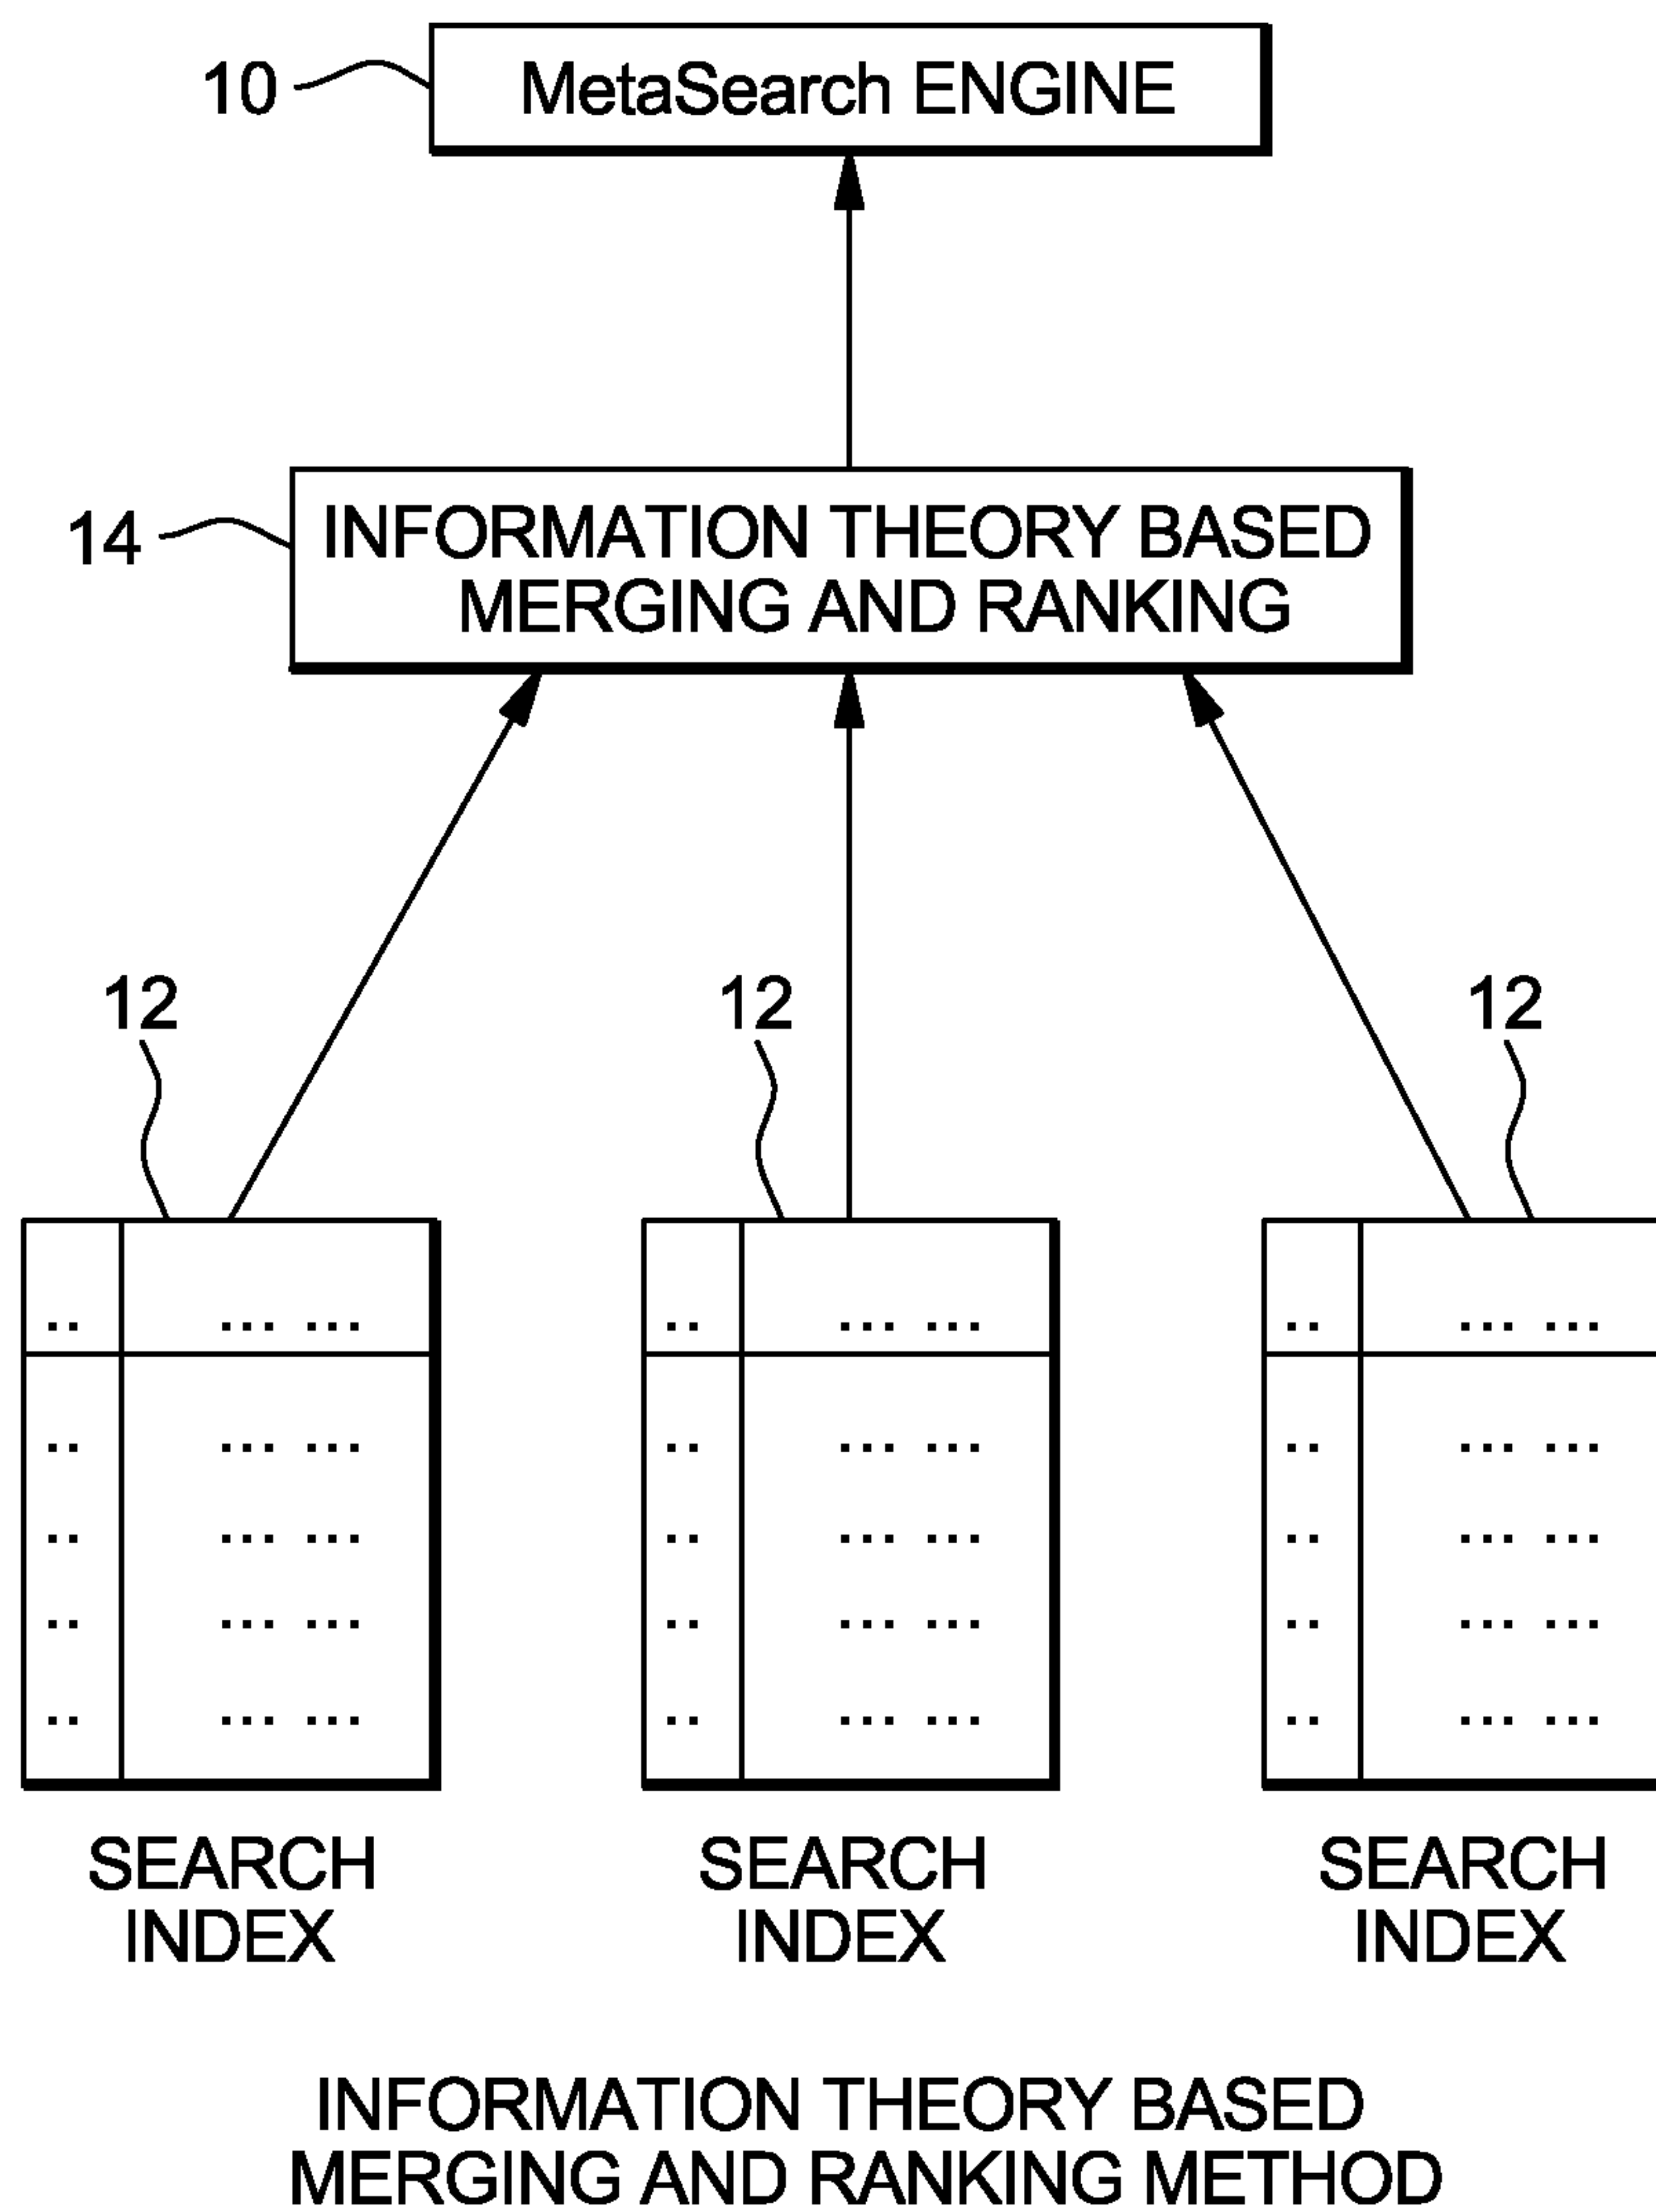 10 MetaSearch ENGINE
14 INFORMATION THEORY BASED
MERGING AND RANKING
12 12 12
.. ... ... .. ... ... .. ... ...
.. ... ... .. ... ... .. ... ...
.. ... ... .. ... ... .. ... ...
.. ... ... .. ... ... .. ... ...
.. ... ... .. ... ... .. ... ...
SEARCH
INDEX
SEARCH
INDEX
SEARCH
INDEX
INFORMATION THEORY BASED
MERGING AND RANKING METHOD